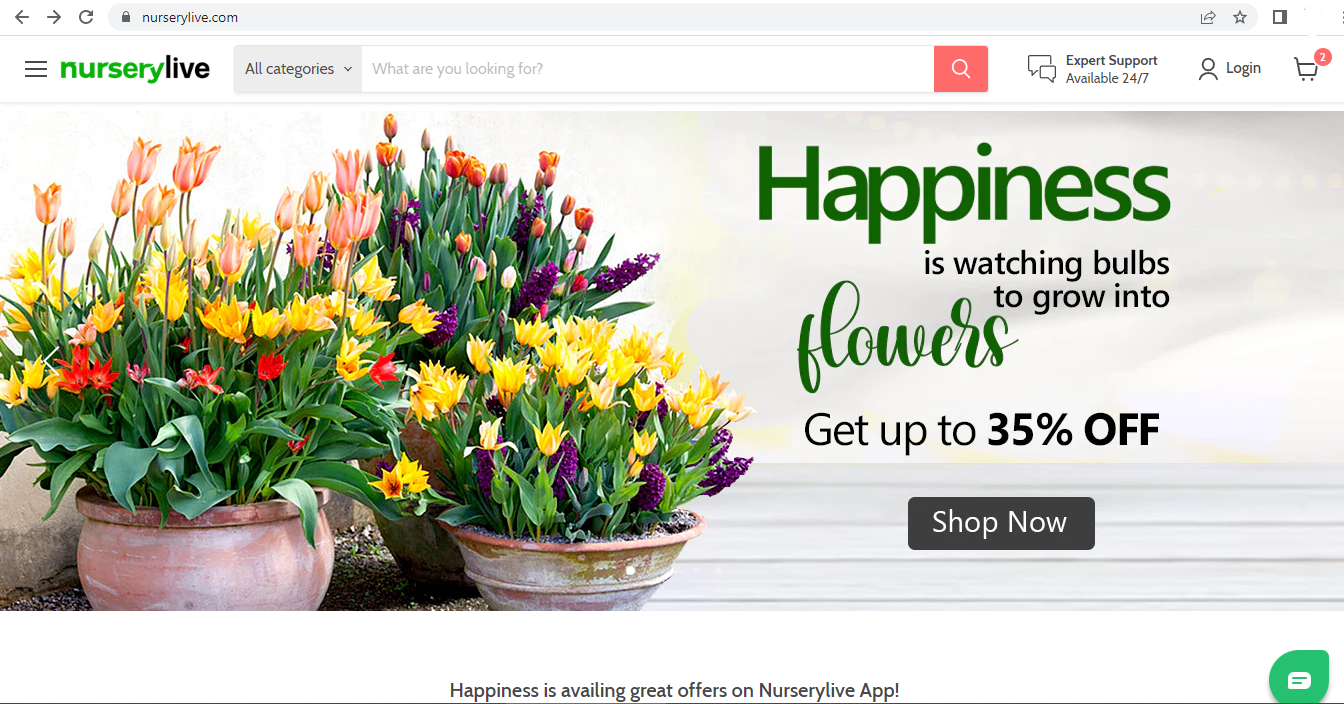 nurserylive.com
nurserylive
All categories
What are you looking for?
Expert Support
Available 24/7
Login
2
Happiness
is watching bulbs
to grow into
flowers
Get up to 35% OFF
Shop Now
Happiness is availing great offers on Nurserylive App!